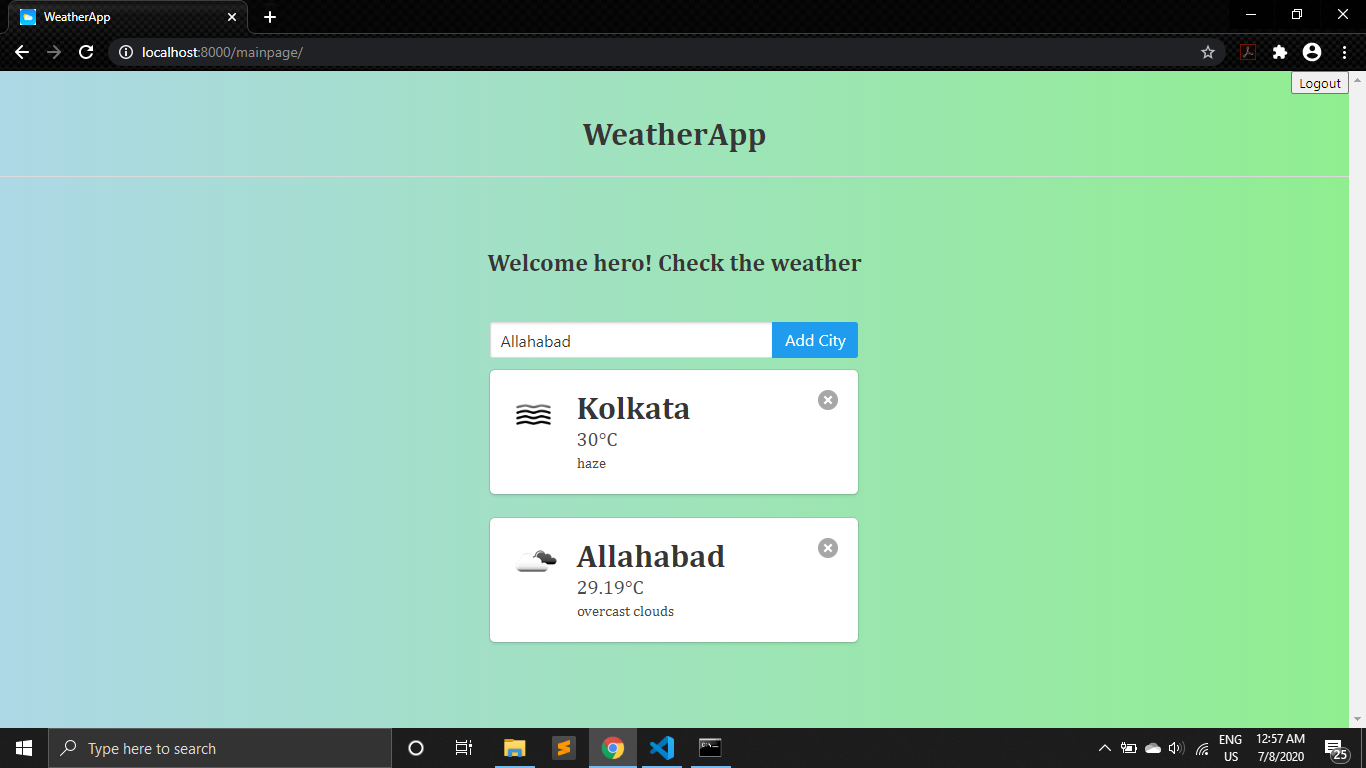 WeatherApp
localhost:8000/mainpage/
Logout
WeatherApp
Welcome hero! Check the weather
Allahabad
Add City
Kolkata
30°C
haze
Allahabad
29.19°C
overcast clouds
Type here to search
ENG
US
12:57 AM
7/8/2020
25